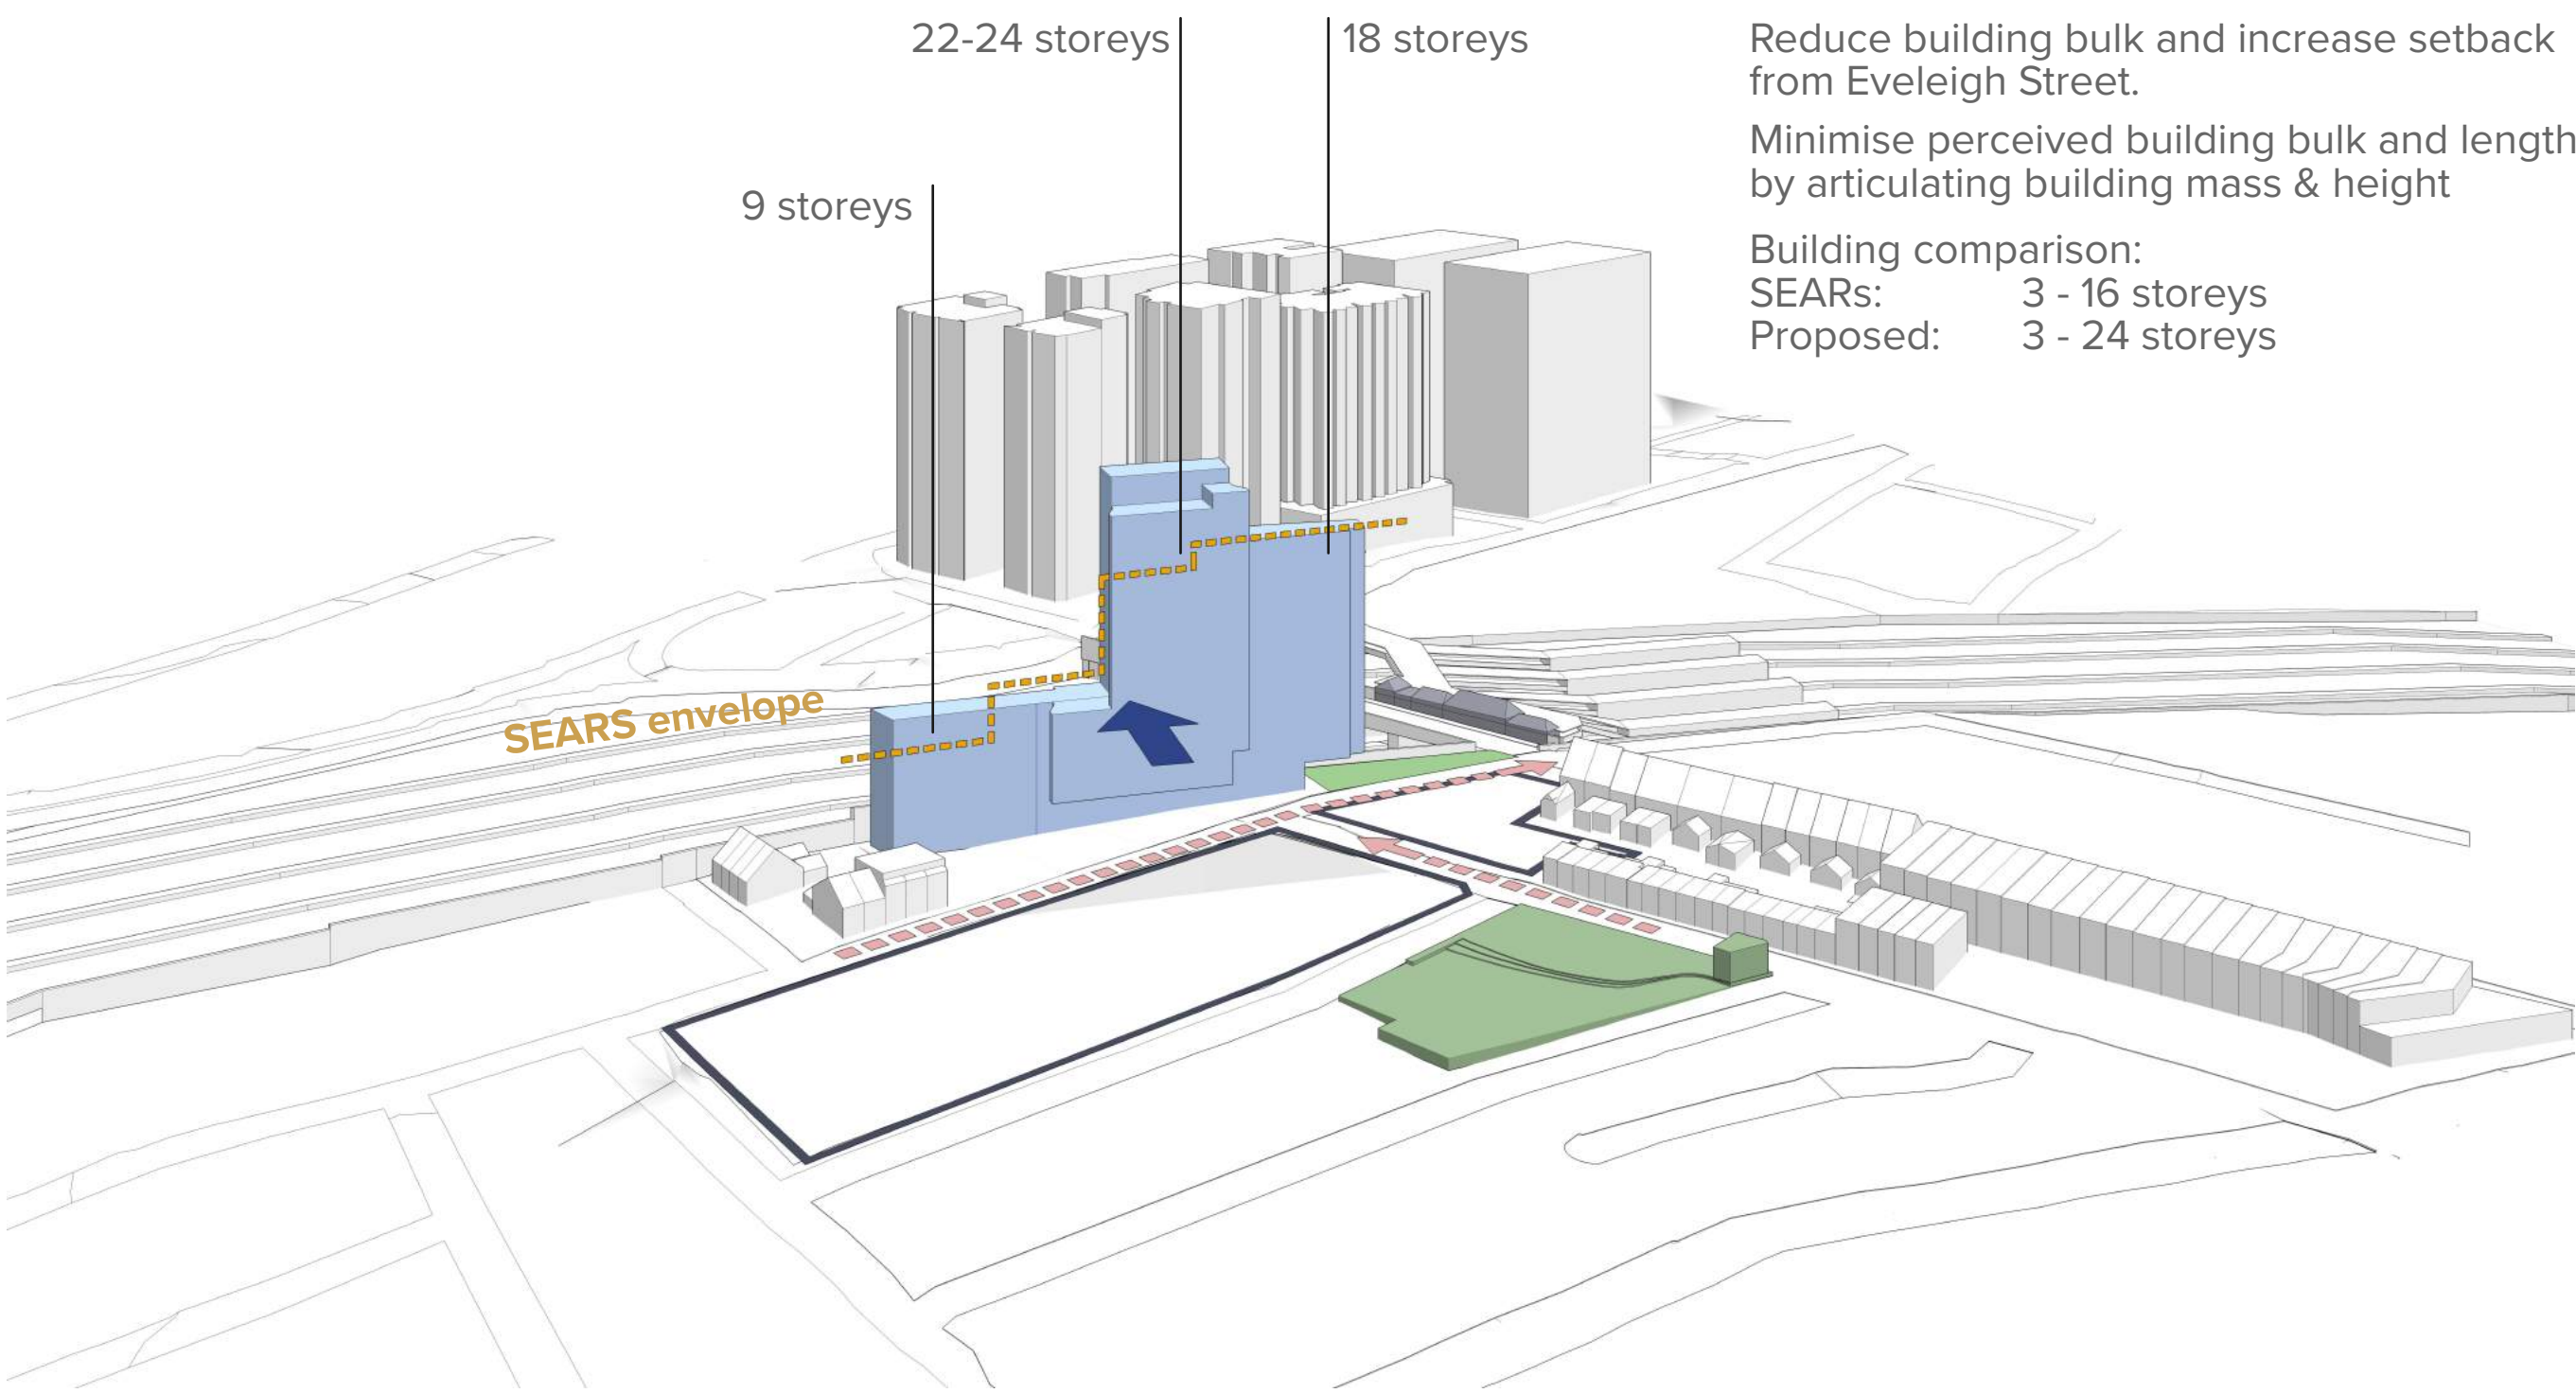 22-24 storeys
18 storeys
9 storeys
Reduce building bulk and increase setback
from Eveleigh Street.
Minimise perceived building bulk and length
by articulating building mass & height
Building comparison:
SEARs: 3 - 16 storeys
Proposed: 3 - 24 storeys
SEARS envelope